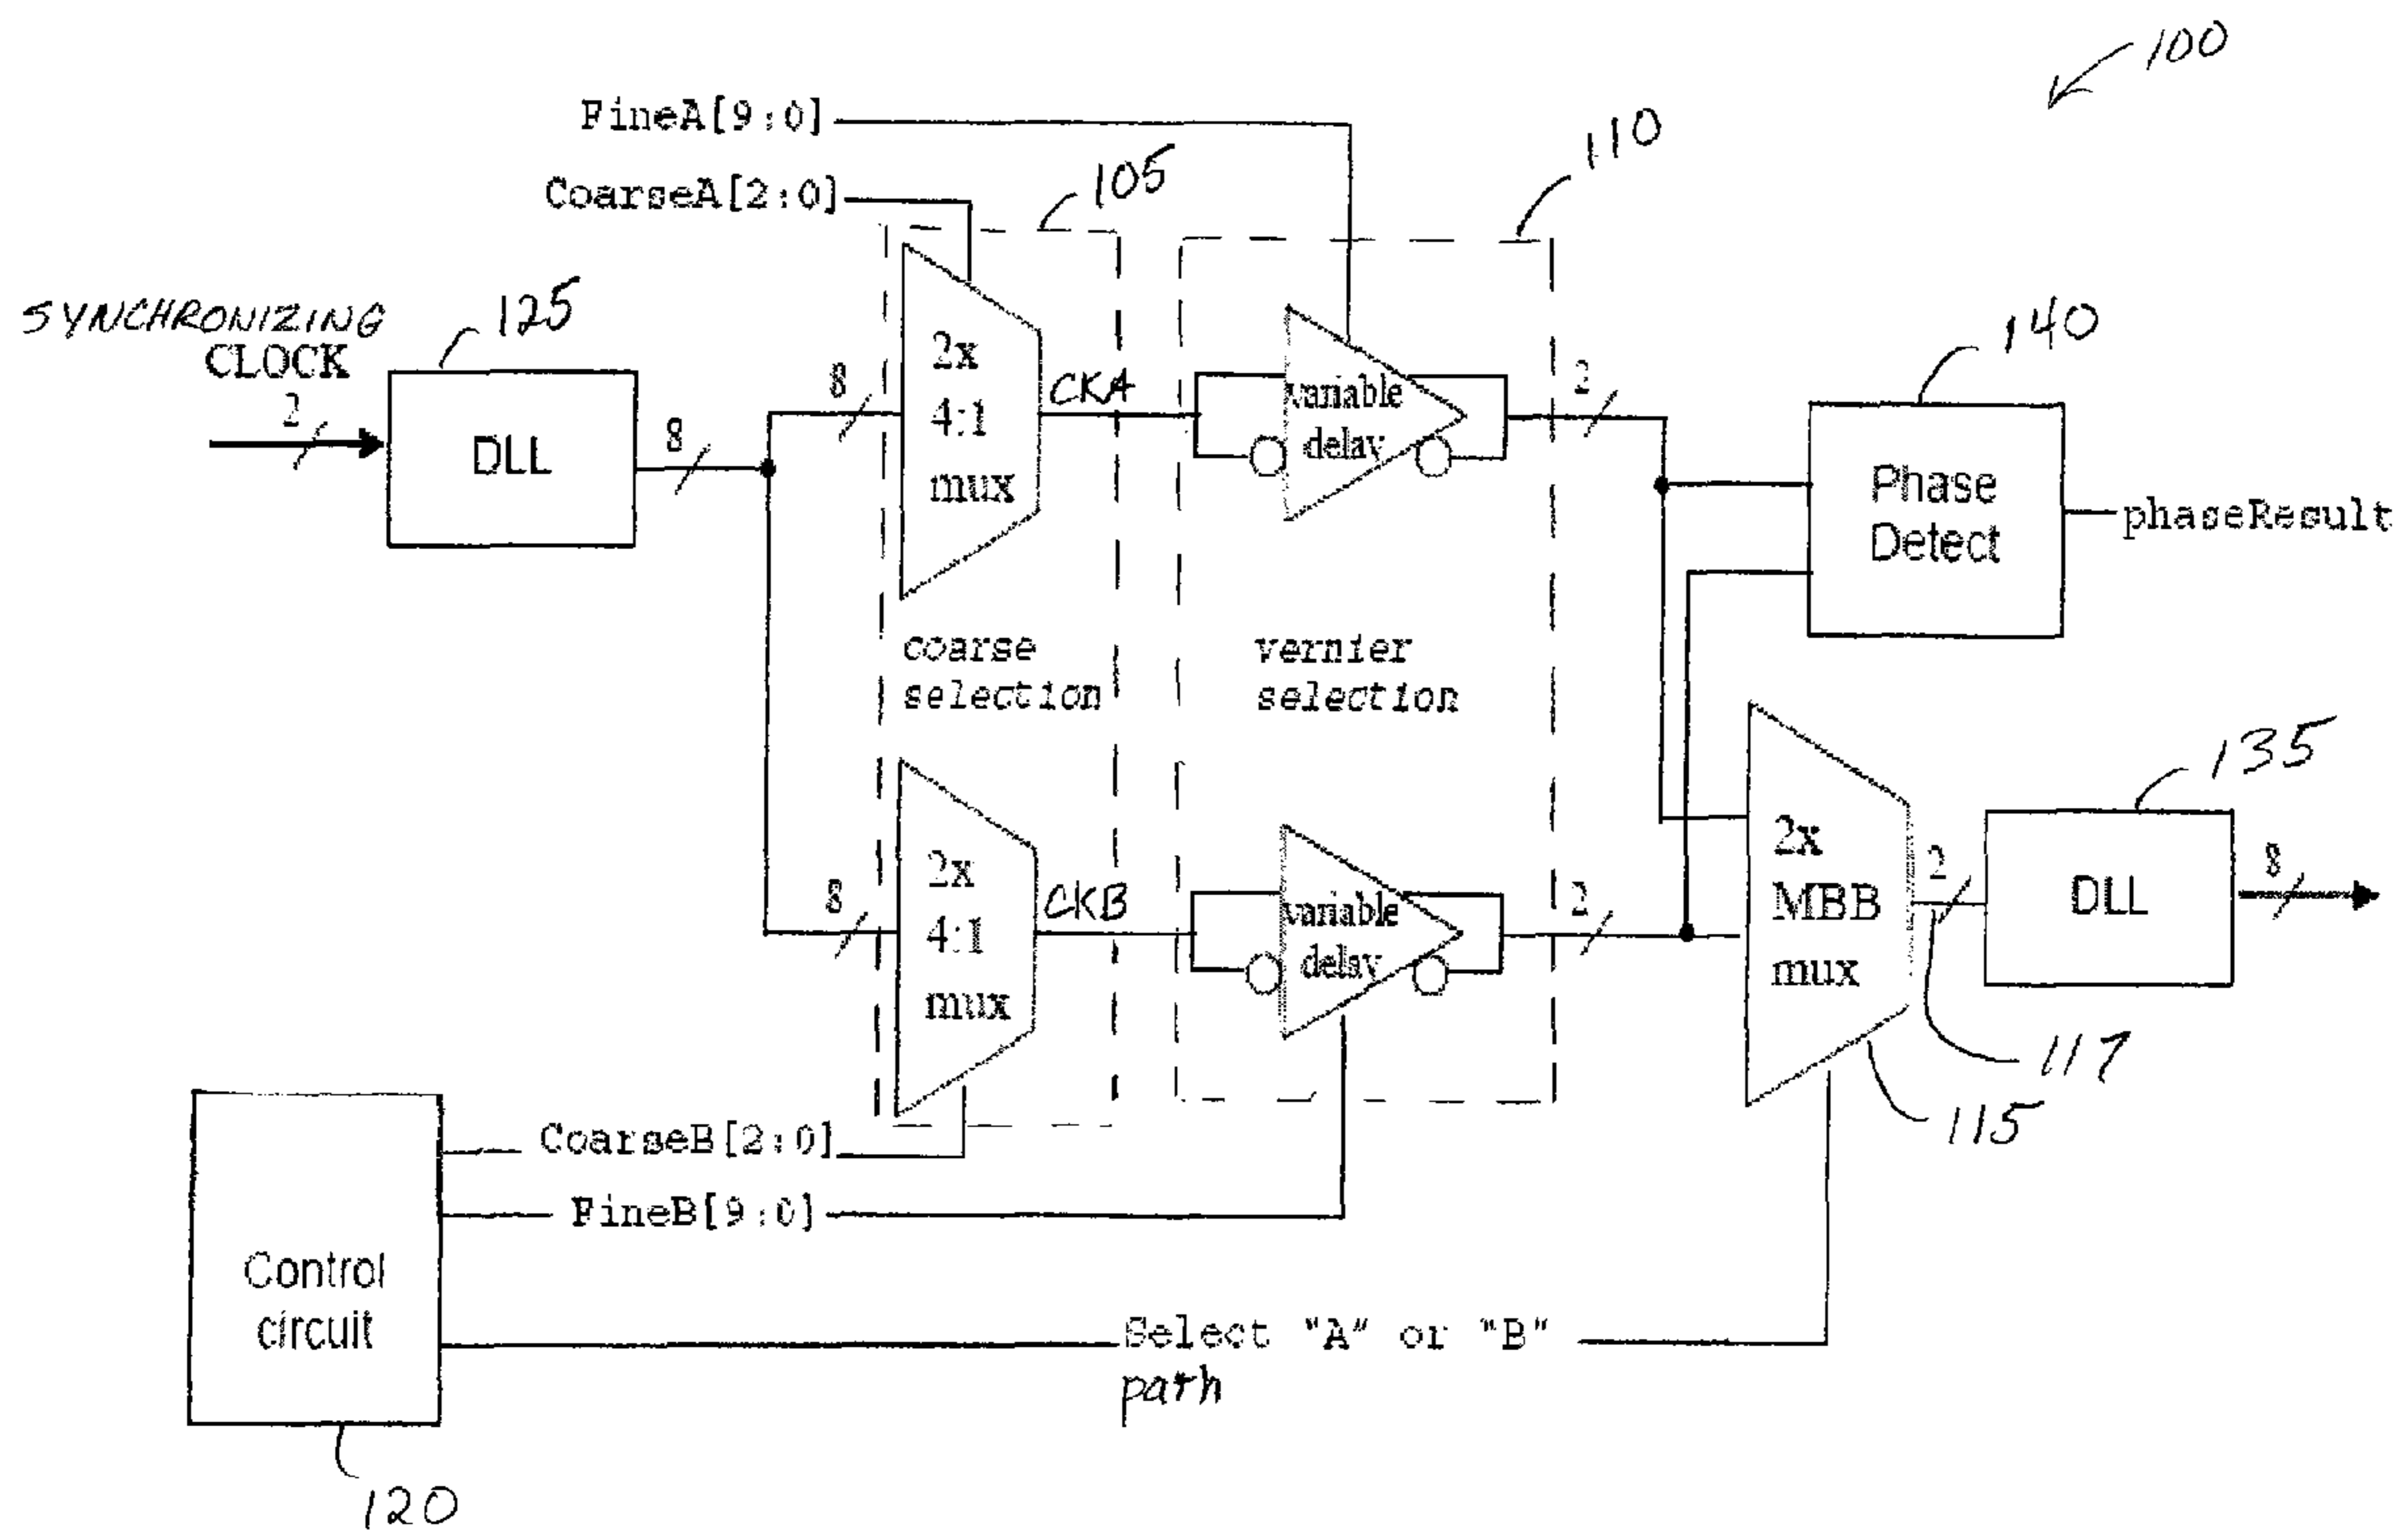 100
FineA[9:0]
110
CoarseA[2:0]
105
SYNCHRONIZING
CLOCK
125
140
2
8
8
2x
4:1
mux
CKA
variable
delay
2
DLL
Phase
Detect
phaseResult
coarse
selection
vernier
selection
135
8
2x
4:1
mux
CKB
variable
delay
2
2x
MBB
mux
2
DLL
8
117
115
CoarseB[2:0]
FineB[9:0]
Control
circuit
Select "A" or "B"
path
120